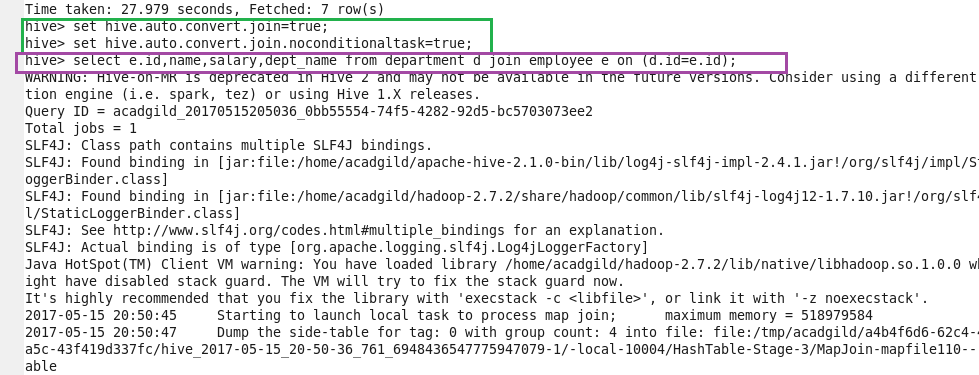 Time taken: 27.979 seconds, Fetched: 7 row(s)
hive> set hive.auto.convert.join=true;
hive> set hive.auto.convert.join.noconditionaltask=true;
hive> select e.id,name,salary,dept_name from department d join employee e on (d.id=e.id);
WARNING: Hive-on-MR is deprecated in Hive 2 and may not be available in the future versions. Consider using a different
tion engine (i.e. spark, tez) or using Hive 1.X releases.
Query ID = acadgild_20170515205036_0bb55554-74f5-4282-92d5-bc5703073ee2
Total jobs = 1
SLF4J: Class path contains multiple SLF4J bindings.
SLF4J: Found binding in [jar:file:/home/acadgild/apache-hive-2.1.0-bin/lib/log4j-slf4j-impl-2.4.1.jar!/org/slf4j/impl/St
oggerBinder.class]
SLF4J: Found binding in [jar:file:/home/acadgild/hadoop-2.7.2/share/hadoop/common/lib/slf4j-log4j12-1.7.10.jar!/org/slf4
l/StaticLoggerBinder.class]
SLF4J: See http://www.slf4j.org/codes.html#multiple_bindings for an explanation.
SLF4J: Actual binding is of type [org.apache.logging.slf4j.Log4jLoggerFactory]
Java HotSpot(TM) Client VM warning: You have loaded library /home/acadgild/hadoop-2.7.2/lib/native/libhadoop.so.1.0.0 wh
ight have disabled stack guard. The VM will try to fix the stack guard now.
It's highly recommended that you fix the library with 'execstack -c <libfile>', or link it with '-z noexecstack'.
2017-05-15 20:50:45 Starting to launch local task to process map join; maximum memory = 518979584
2017-05-15 20:50:47 Dump the side-table for tag: 0 with group count: 4 into file: file:/tmp/acadgild/a4b4f6d6-62c4-
a5c-43f419d337fc/hive_2017-05-15_20-50-36_761_6948436547775947079-1/-local-10004/HashTable-Stage-3/MapJoin-mapfile110--
able